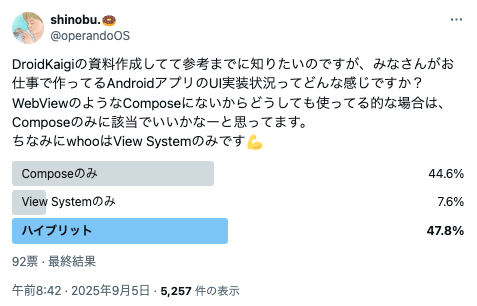 shinobu.🍩
@operandoOS
DroidKaigiの資料作成してて参考までに知りたいのですが、みなさんがお
仕事で作ってるAndroidアプリのUI実装状況ってどんな感じですか？
WebViewのようなComposeにないからどうしても使ってる的な場合は、
Composeのみに該当でいいかなーと思ってます。
ちなみにwhooはView Systemのみです💪
Composeのみ 44.6%
View Systemのみ 7.6%
ハイブリット 47.8%
92票 · 最終結果
午前8:42 · 2025年9月5日 · 5,257 件の表示